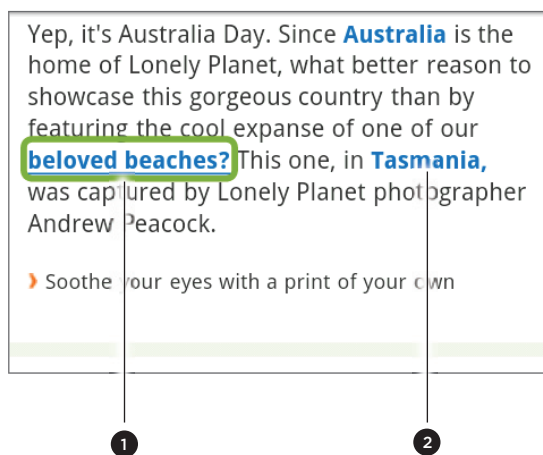 Yep, it's Australia Day. Since Australia is the
home of Lonely Planet, what better reason to
showcase this gorgeous country than by
featuring the cool expanse of one of our
beloved beaches? This one, in Tasmania,
was captured by Lonely Planet photographer
Andrew Peacock.
Soothe your eyes with a print of your own
1 2